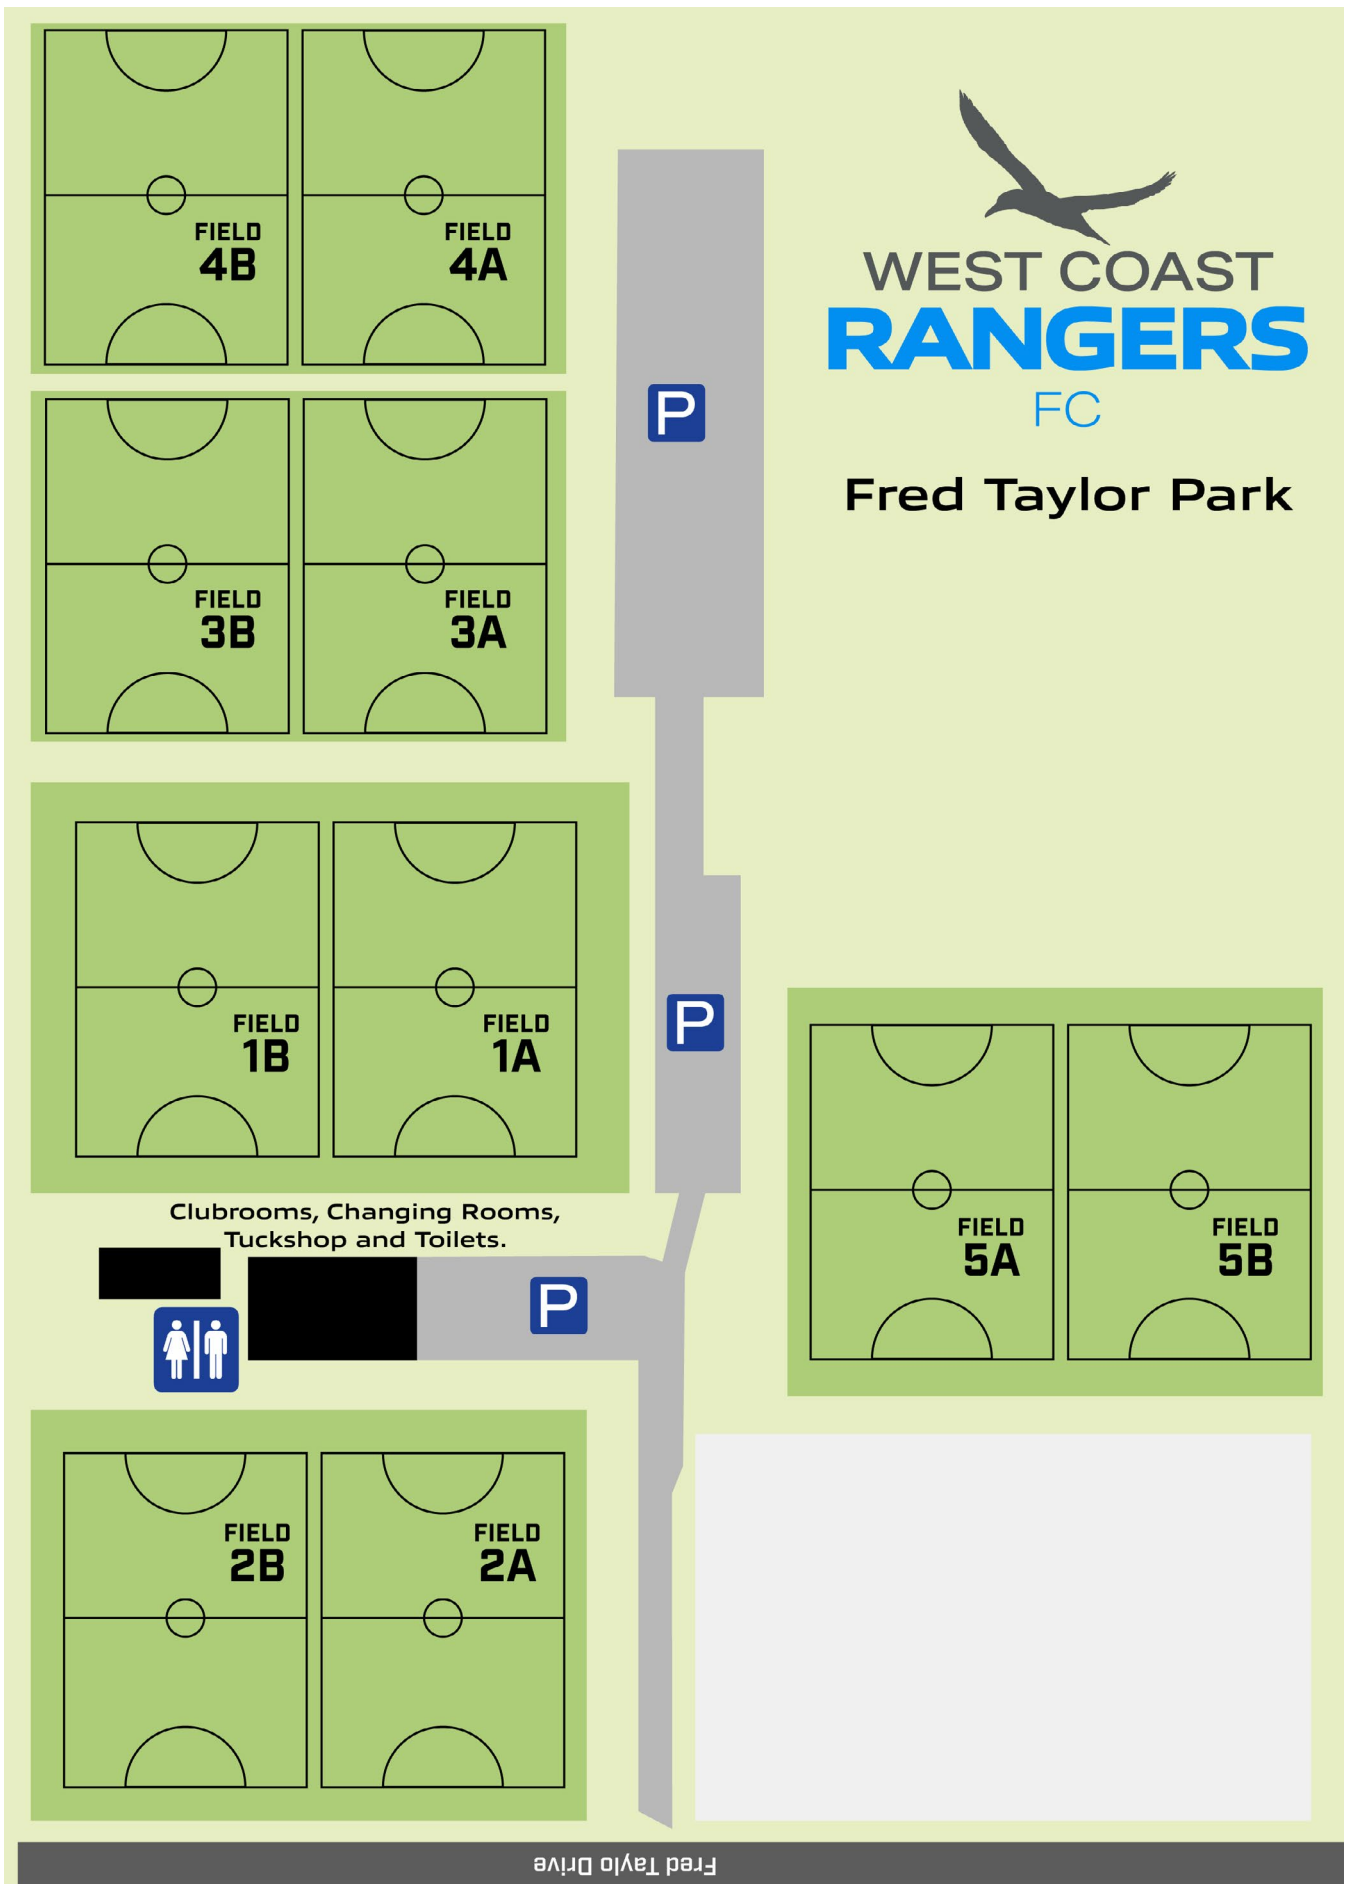 FIELD
4B
FIELD
4A
WEST COAST
RANGERS
FC
Fred Taylor Park
P
FIELD
3B
FIELD
3A
FIELD
1B
FIELD
1A
P
FIELD
5A
FIELD
5B
Clubrooms, Changing Rooms,
Tuckshop and Toilets.
P
FIELD
2B
FIELD
2A
Fred Taylo Drive